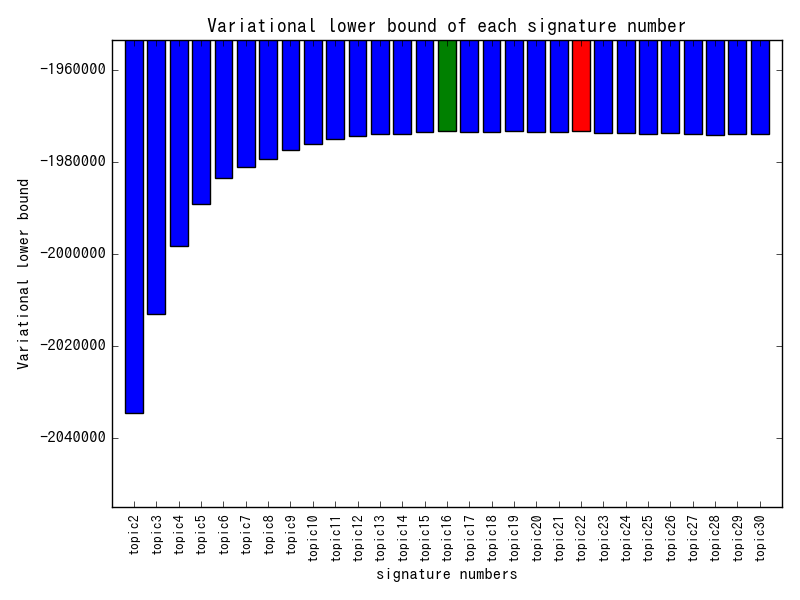 Variational lower bound of each signature number
Variational lower bound
−1960000
−1980000
−2000000
−2020000
−2040000
topic2
topic3
topic4
topic5
topic6
topic7
topic8
topic9
topic10
topic11
topic12
topic13
topic14
topic15
topic16
topic17
topic18
topic19
topic20
topic21
topic22
topic23
topic24
topic25
topic26
topic27
topic28
topic29
topic30
signature numbers